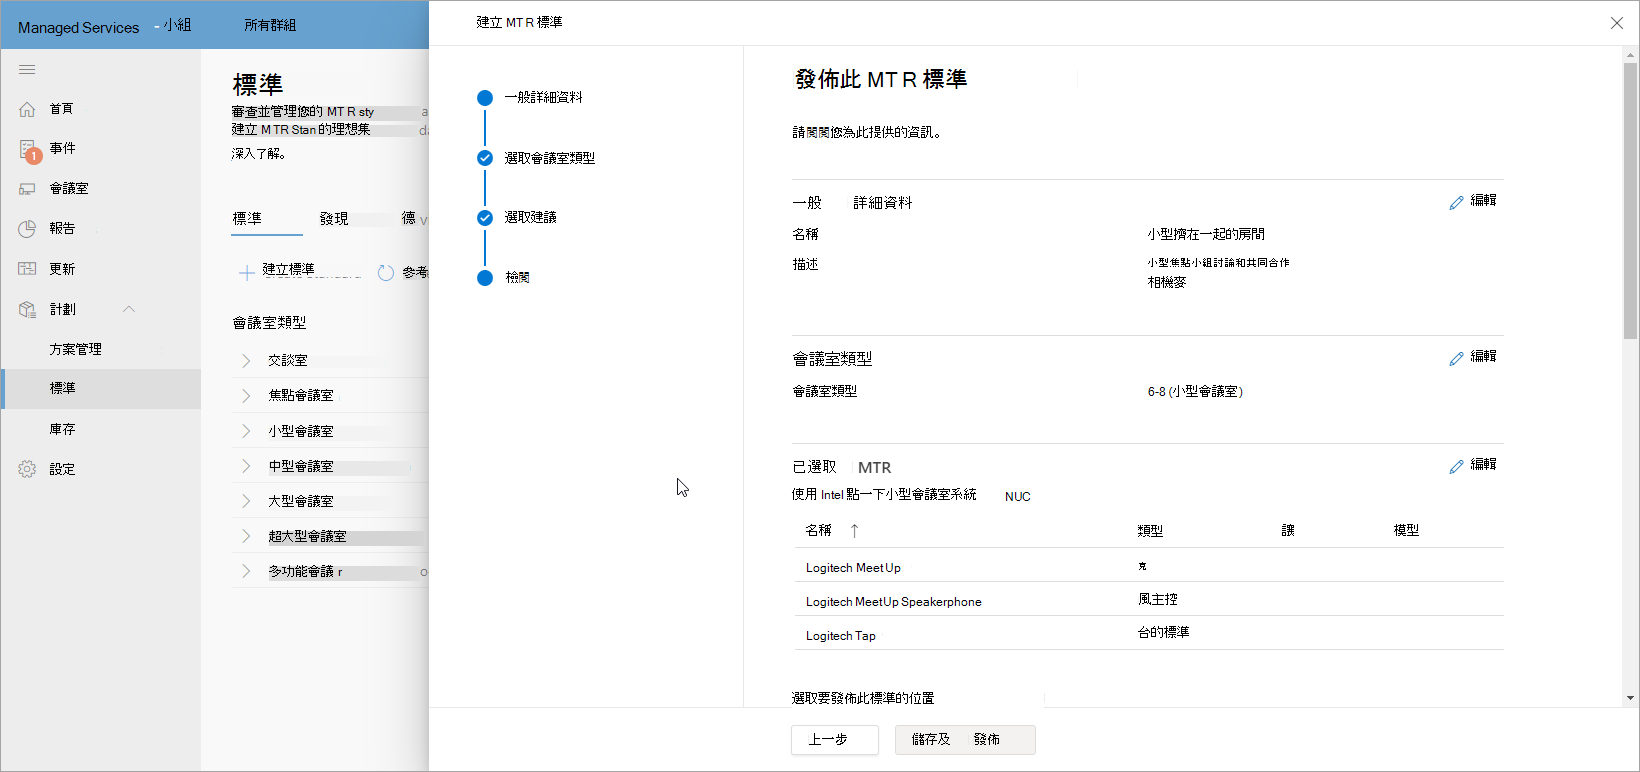 Managed Services - 小組 所有群組
首頁
事件
1
會議室
報告
更新
計劃
方案管理
標準
庫存
設定
標準
審查並管理您的 MT R sty a
建立 M TR Stan 的理想集 da
深入了解。
標準 發現 德 v
建立標準 參考
會議室類型
交談室
焦點會議室
小型會議室
中型會議室
大型會議室
超大型會議室
多功能會議 r o
建立 MT R 標準
一般詳細資料
選取會議室類型
選取建議
檢閱
發佈此 MT R 標準
請閱閱您為此提供的資訊。
一般 詳細資料 編輯
名稱 小型擠在一起的房間
描述 小型焦點小組討論和共同合作
相機麥
會議室類型 編輯
會議室類型 6-8 (小型會議室)
已選取 MTR 編輯
使用 Intel 點一下小型會議室系統 NUC
名稱 ↑ 類型 讓 模型
Logitech MeetUp 克
Logitech MeetUp Speakerphone 風主控
Logitech Tap 台的標準
選取要發佈此標準的位置
上一步 儲存及 發佈